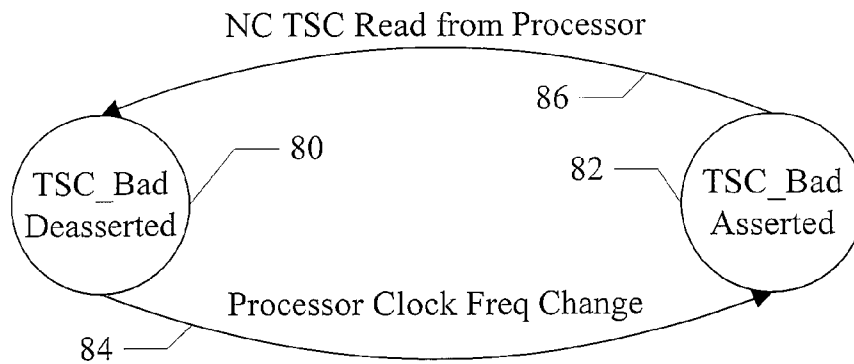 NC TSC Read from Processor
86
80
82
TSC_Bad
Deasserted
TSC_Bad
Asserted
Processor Clock Freq Change
84